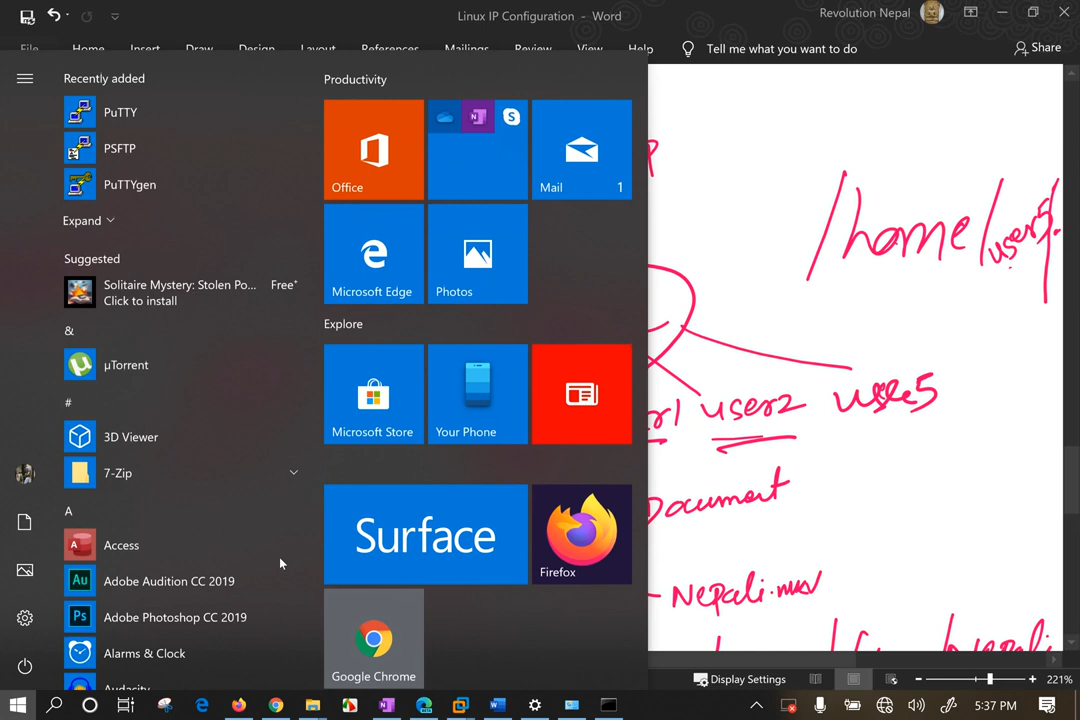 Linux IP Configuration - Word
Revolution Nepal
File Home Insert Draw Design Layout References Mailings Review View Help Tell me what you want to do Share
Recently added
PuTTY
PSFTP
PuTTYgen
Expand
Suggested
Solitaire Mystery: Stolen Po... Free+
Click to install
&
µTorrent
#
3D Viewer
7-Zip
A
Access
Adobe Audition CC 2019
Adobe Photoshop CC 2019
Alarms & Clock
Audacity
Productivity
Office
Mail 1
Microsoft Edge
Photos
Explore
Microsoft Store
Your Phone
Surface
Firefox
Google Chrome
/home/user5/.
user2 user5
Document
Nepali
Display Settings
221%
5:37 PM